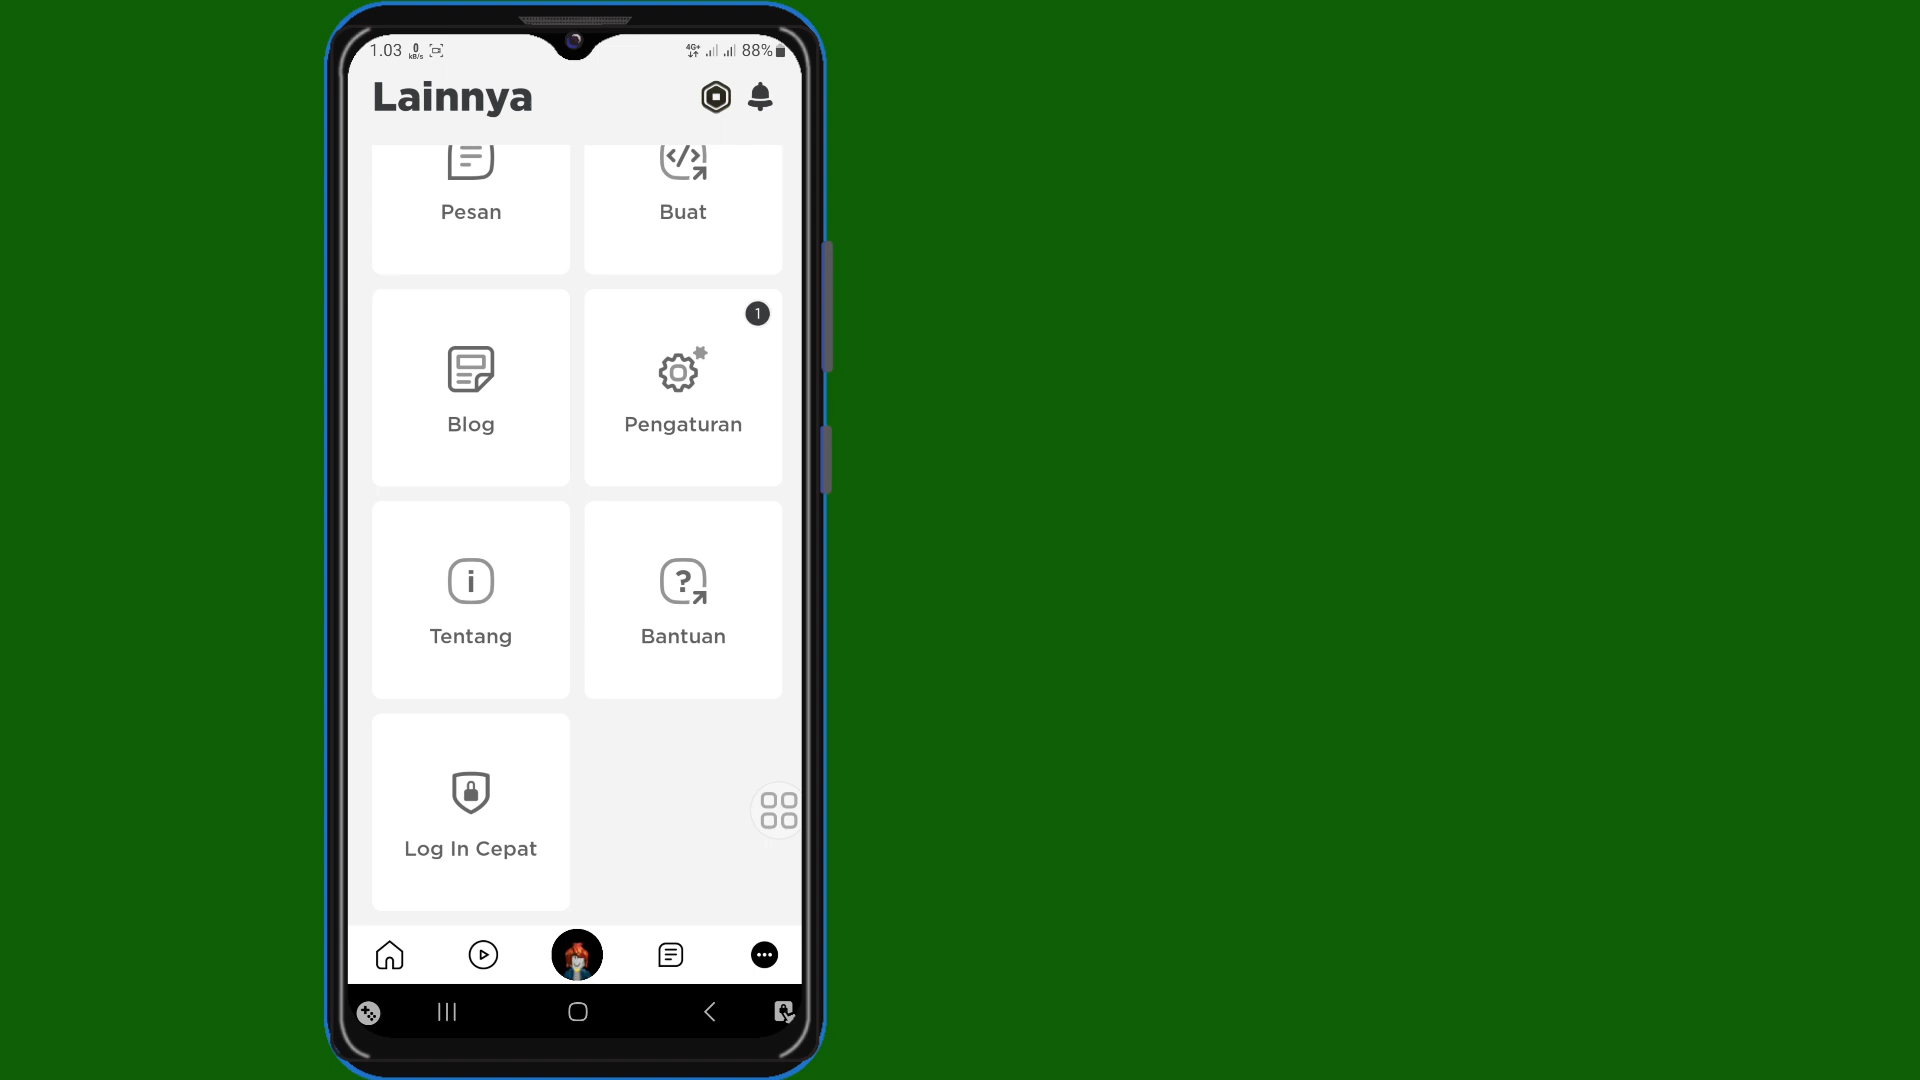 1.03 0 KB/s 4G+ 88%
Lainnya
Pesan
Buat
1
Blog
Pengaturan
Tentang
Bantuan
Log In Cepat